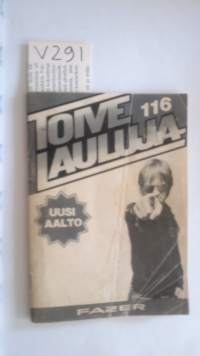 V291
TOIVE
LAULUJA
116
UUSI
AALTO
FAZER